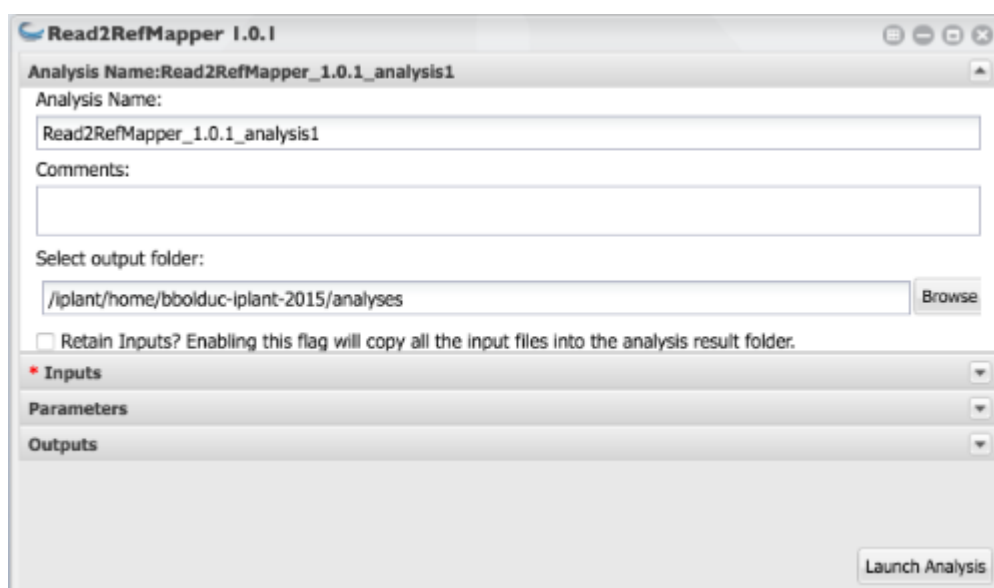 Read2RefMapper 1.0.1
Analysis Name:Read2RefMapper_1.0.1_analysis1
Analysis Name:
Read2RefMapper_1.0.1_analysis1
Comments:
Select output folder:
/iplant/home/bbolduc-iplant-2015/analyses
Browse
Retain Inputs? Enabling this flag will copy all the input files into the analysis result folder.
* Inputs
Parameters
Outputs
Launch Analysis